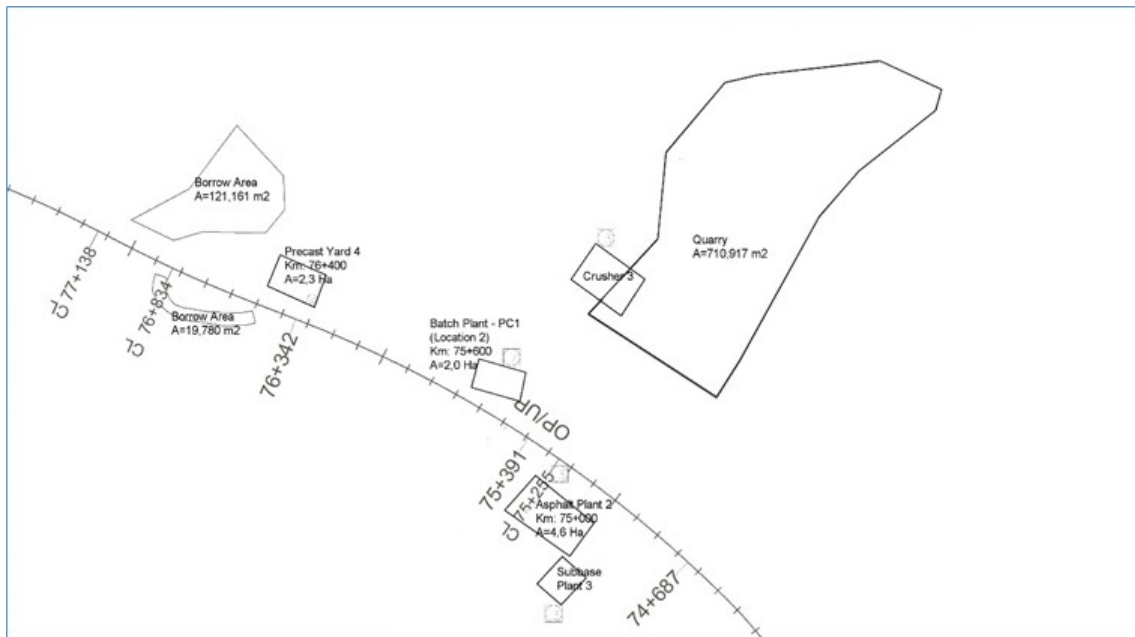 Borrow Area
A=121,161 m2
Quarry
A=710,917 m2
Precast Yard 4
Km: 76+400
A=2,3 Ha
Crusher 3
CL 77+138
CL 76+834
Borrow Area
A=19,780 m2
76+342
Batch Plant - PC1
(Location 2)
Km: 75+600
A=2,0 Ha
OP/UP
75+391
CL 75+255
Asphalt Plant 2
Km: 75+000
A=4,6 Ha
Subbase
Plant 3
74+687